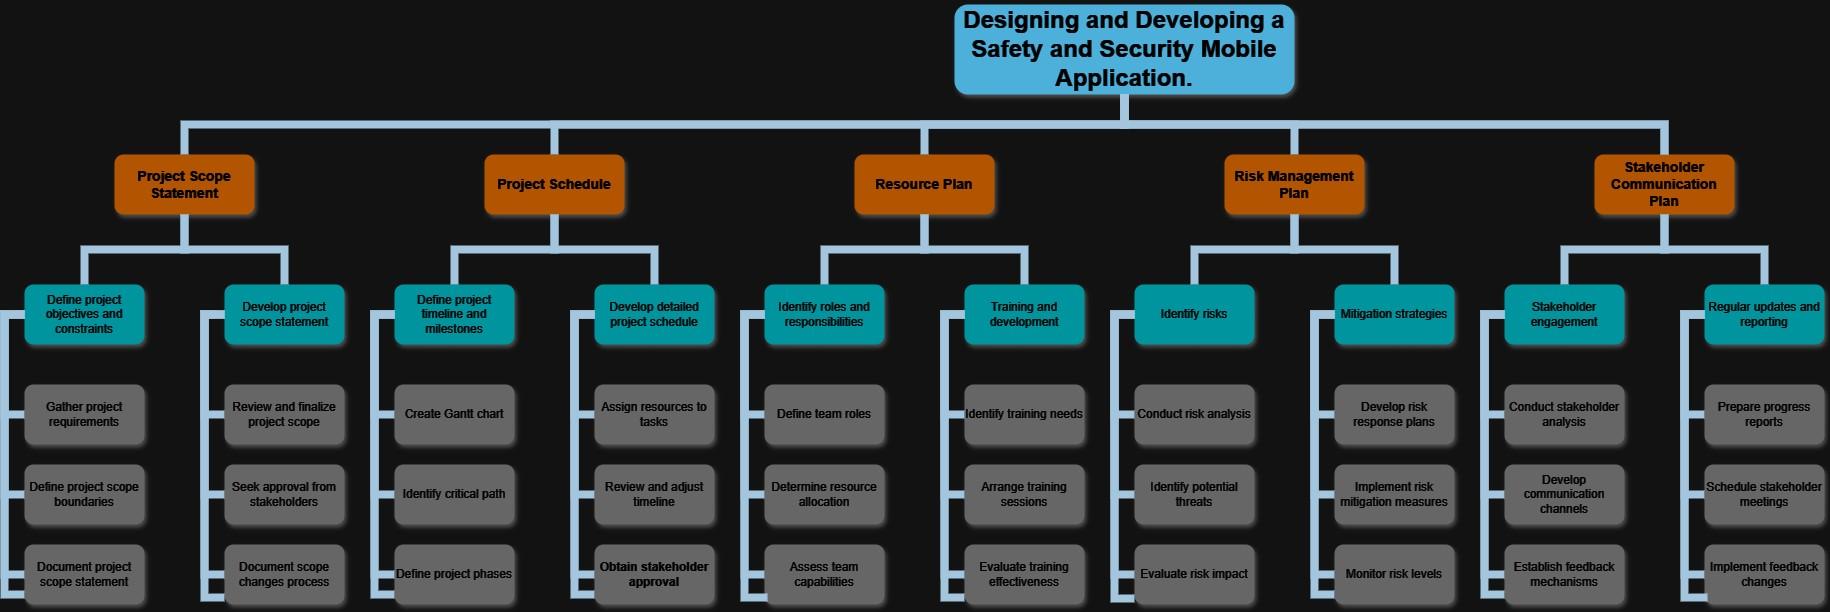 Designing and Developing a
Safety and Security Mobile
Application.
Project Scope
Statement
Project Schedule
Resource Plan
Risk Management
Plan
Stakeholder
Communication
Plan
Define project
objectives and
constraints
Develop project
scope statement
Define project
timeline and
milestones
Develop detailed
project schedule
Identify roles and
responsibilities
Training and
development
Identify risks
Mitigation strategies
Stakeholder
engagement
Regular updates and
reporting
Gather project
requirements
Review and finalize
project scope
Create Gantt chart
Assign resources to
tasks
Define team roles
Identify training needs
Conduct risk analysis
Develop risk
response plans
Conduct stakeholder
analysis
Prepare progress
reports
Define project scope
boundaries
Seek approval from
stakeholders
Identify critical path
Review and adjust
timeline
Determine resource
allocation
Arrange training
sessions
Identify potential
threats
Implement risk
mitigation measures
Develop
communication
channels
Schedule stakeholder
meetings
Document project
scope statement
Document scope
changes process
Define project phases
Obtain stakeholder
approval
Assess team
capabilities
Evaluate training
effectiveness
Evaluate risk impact
Monitor risk levels
Establish feedback
mechanisms
Implement feedback
changes